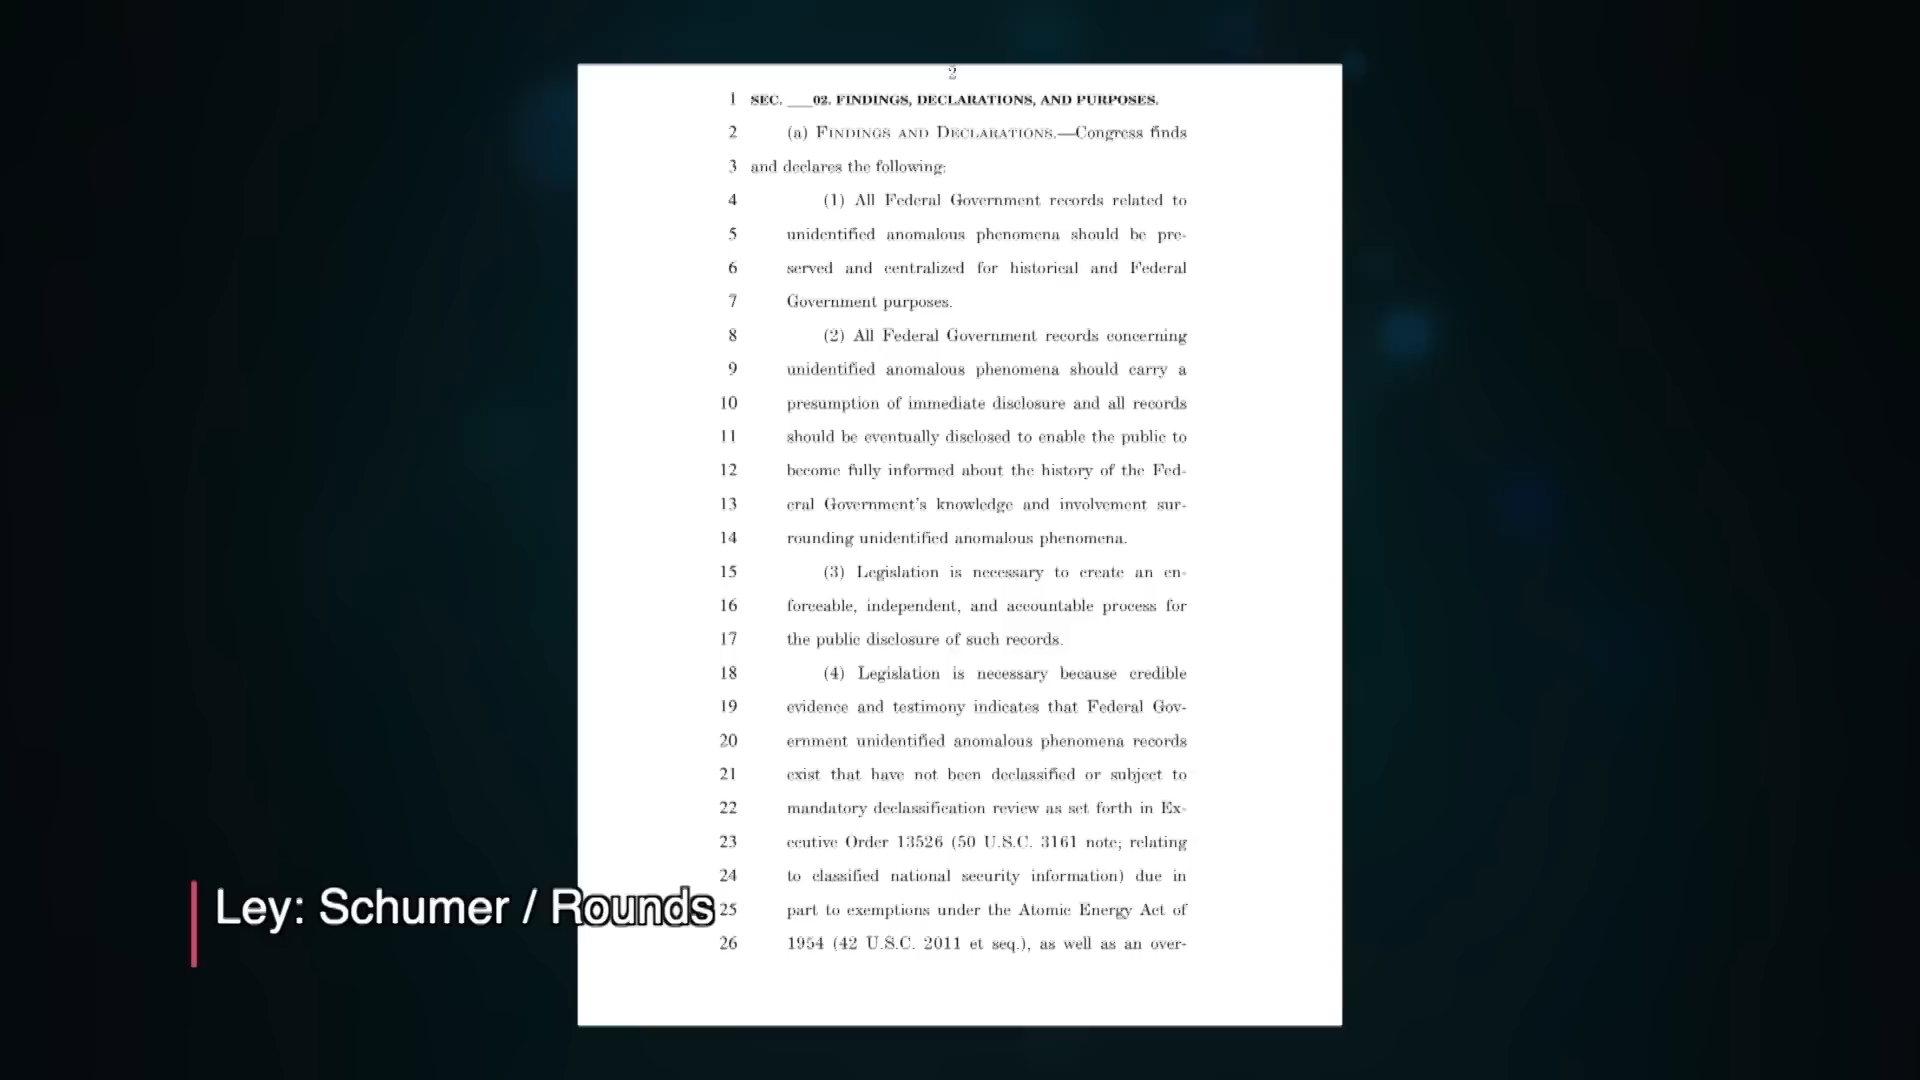 2
1 SEC. ___02. FINDINGS, DECLARATIONS, AND PURPOSES.
2 (a) FINDINGS AND DECLARATIONS.—Congress finds
3 and declares the following:
4 (1) All Federal Government records related to
5 unidentified anomalous phenomena should be pre-
6 served and centralized for historical and Federal
7 Government purposes.
8 (2) All Federal Government records concerning
9 unidentified anomalous phenomena should carry a
10 presumption of immediate disclosure and all records
11 should be eventually disclosed to enable the public to
12 become fully informed about the history of the Fed-
13 eral Government's knowledge and involvement sur-
14 rounding unidentified anomalous phenomena.
15 (3) Legislation is necessary to create an en-
16 forceable, independent, and accountable process for
17 the public disclosure of such records.
18 (4) Legislation is necessary because credible
19 evidence and testimony indicates that Federal Gov-
20 ernment unidentified anomalous phenomena records
21 exist that have not been declassified or subject to
22 mandatory declassification review as set forth in Ex-
23 ecutive Order 13526 (50 U.S.C. 3161 note; relating
24 to classified national security information) due in
25 part to exemptions under the Atomic Energy Act of
26 1954 (42 U.S.C. 2011 et seq.), as well as an over-
Ley: Schumer / Rounds